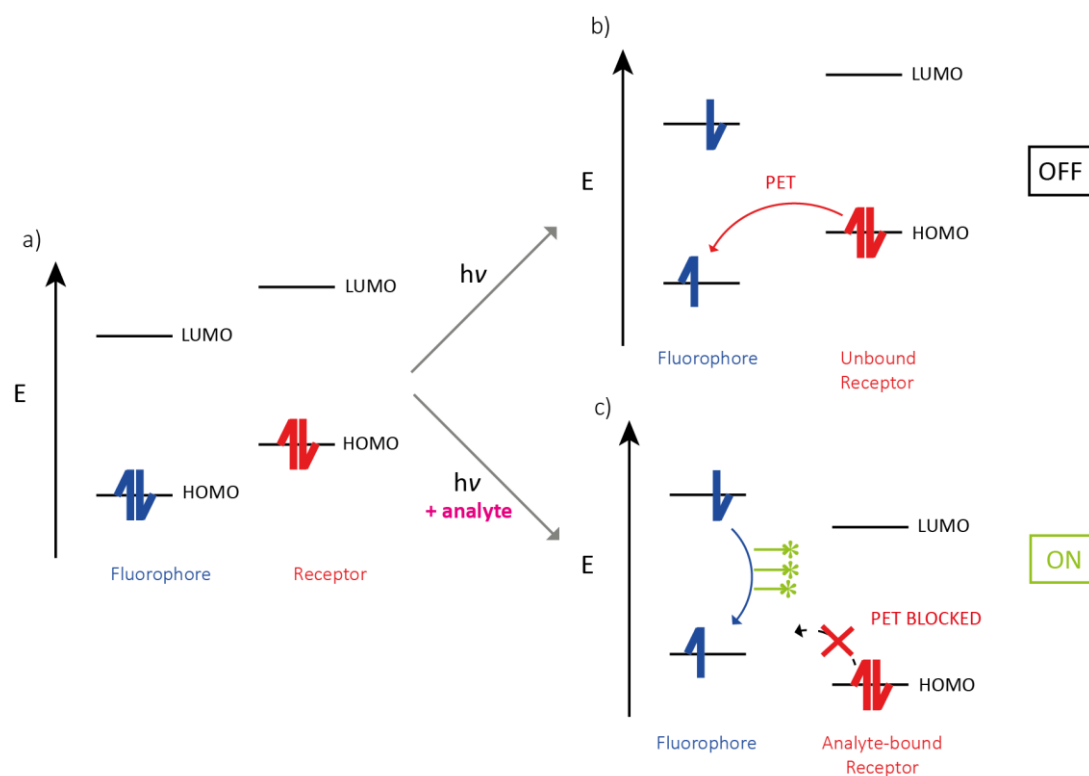 a)
E
LUMO
HOMO
LUMO
HOMO
Fluorophore
Receptor
hν
hν
+ analyte
b)
E
LUMO
PET
HOMO
Fluorophore
Unbound
Receptor
OFF
c)
E
LUMO
PET BLOCKED
HOMO
Fluorophore
Analyte-bound
Receptor
ON